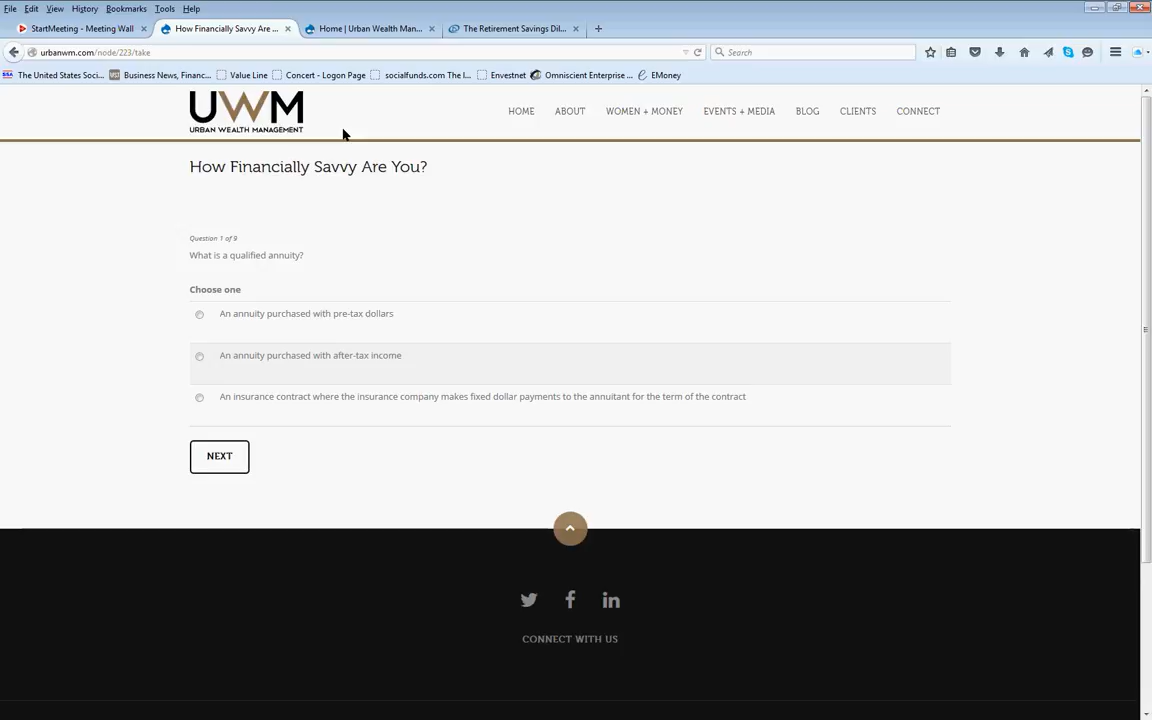 File Edit View History Bookmarks Tools Help
StartMeeting - Meeting Wall
How Financially Savvy Are ...
Home | Urban Wealth Man...
The Retirement Savings Dil...
urbanwm.com/node/223/take
Search
The United States Soci...
Business News, Financ...
Value Line
Concert - Logon Page
socialfunds.com The l...
Envestnet
Omniscient Enterprise ...
EMoney
UWM
URBAN WEALTH MANAGEMENT
HOME ABOUT WOMEN + MONEY EVENTS + MEDIA BLOG CLIENTS CONNECT
How Financially Savvy Are You?
Question 1 of 9
What is a qualified annuity?
Choose one
An annuity purchased with pre-tax dollars
An annuity purchased with after-tax income
An insurance contract where the insurance company makes fixed dollar payments to the annuitant for the term of the contract
NEXT
CONNECT WITH US